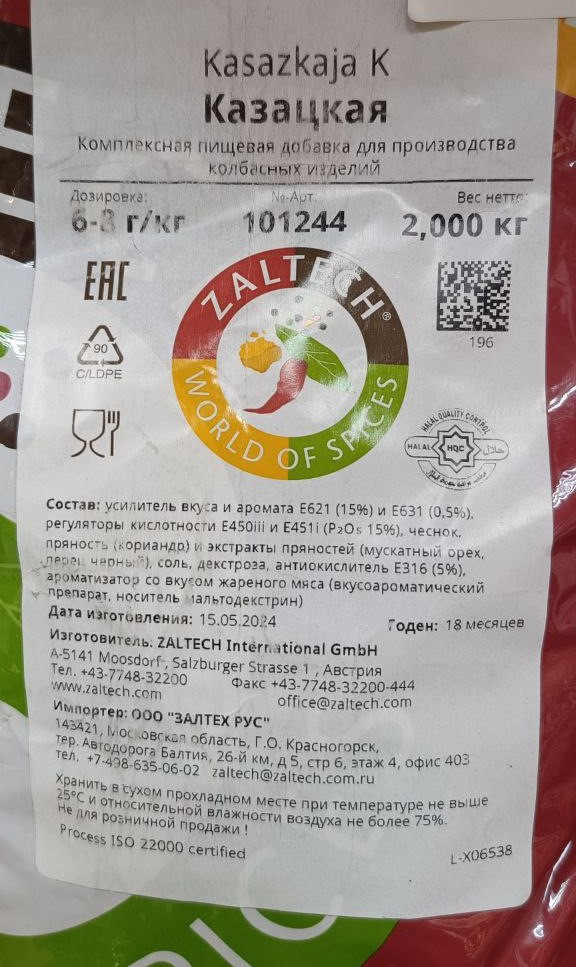 Kasazkaja K
Казацкая
Комплексная пищевая добавка для производства
колбасных изделий
Дозировка: №-Арт. Вес нетто:
6-8 г/кг 101244 2,000 кг
EAC
ZALTECH®
WORLD OF SPICES
90
C/LDPE
196
HALAL QUALITY CONTROL
HALAL HQC حلال
Состав: усилитель вкуса и аромата Е621 (15%) и Е631 (0,5%),
регуляторы кислотности Е450iii и Е451i (P₂O₅ 15%), чеснок,
пряность (кориандр) и экстракты пряностей (мускатный орех,
перец черный), соль, декстроза, антиокислитель Е316 (5%),
ароматизатор со вкусом жареного мяса (вкусоароматический
препарат, носитель мальтодекстрин)
Дата изготовления: 15.05.2024 Годен: 18 месяцев
Изготовитель: ZALTECH International GmbH
A-5141 Moosdorf, Salzburger Strasse 1 , Австрия
Тел. +43-7748-32200 Факс +43-7748-32200-444
www.zaltech.com office@zaltech.com
Импортер: ООО "ЗАЛТЕХ РУС"
143421, Московская область, Г.О. Красногорск,
тер. Автодорога Балтия, 26-й км, д 5, стр 6, этаж 4, офис 403
тел. +7-498-635-06-02 zaltech@zaltech.com.ru
Хранить в сухом прохладном месте при температуре не выше
25°С и относительной влажности воздуха не более 75%.
Не для розничной продажи !
Process ISO 22000 certified
L-X06538